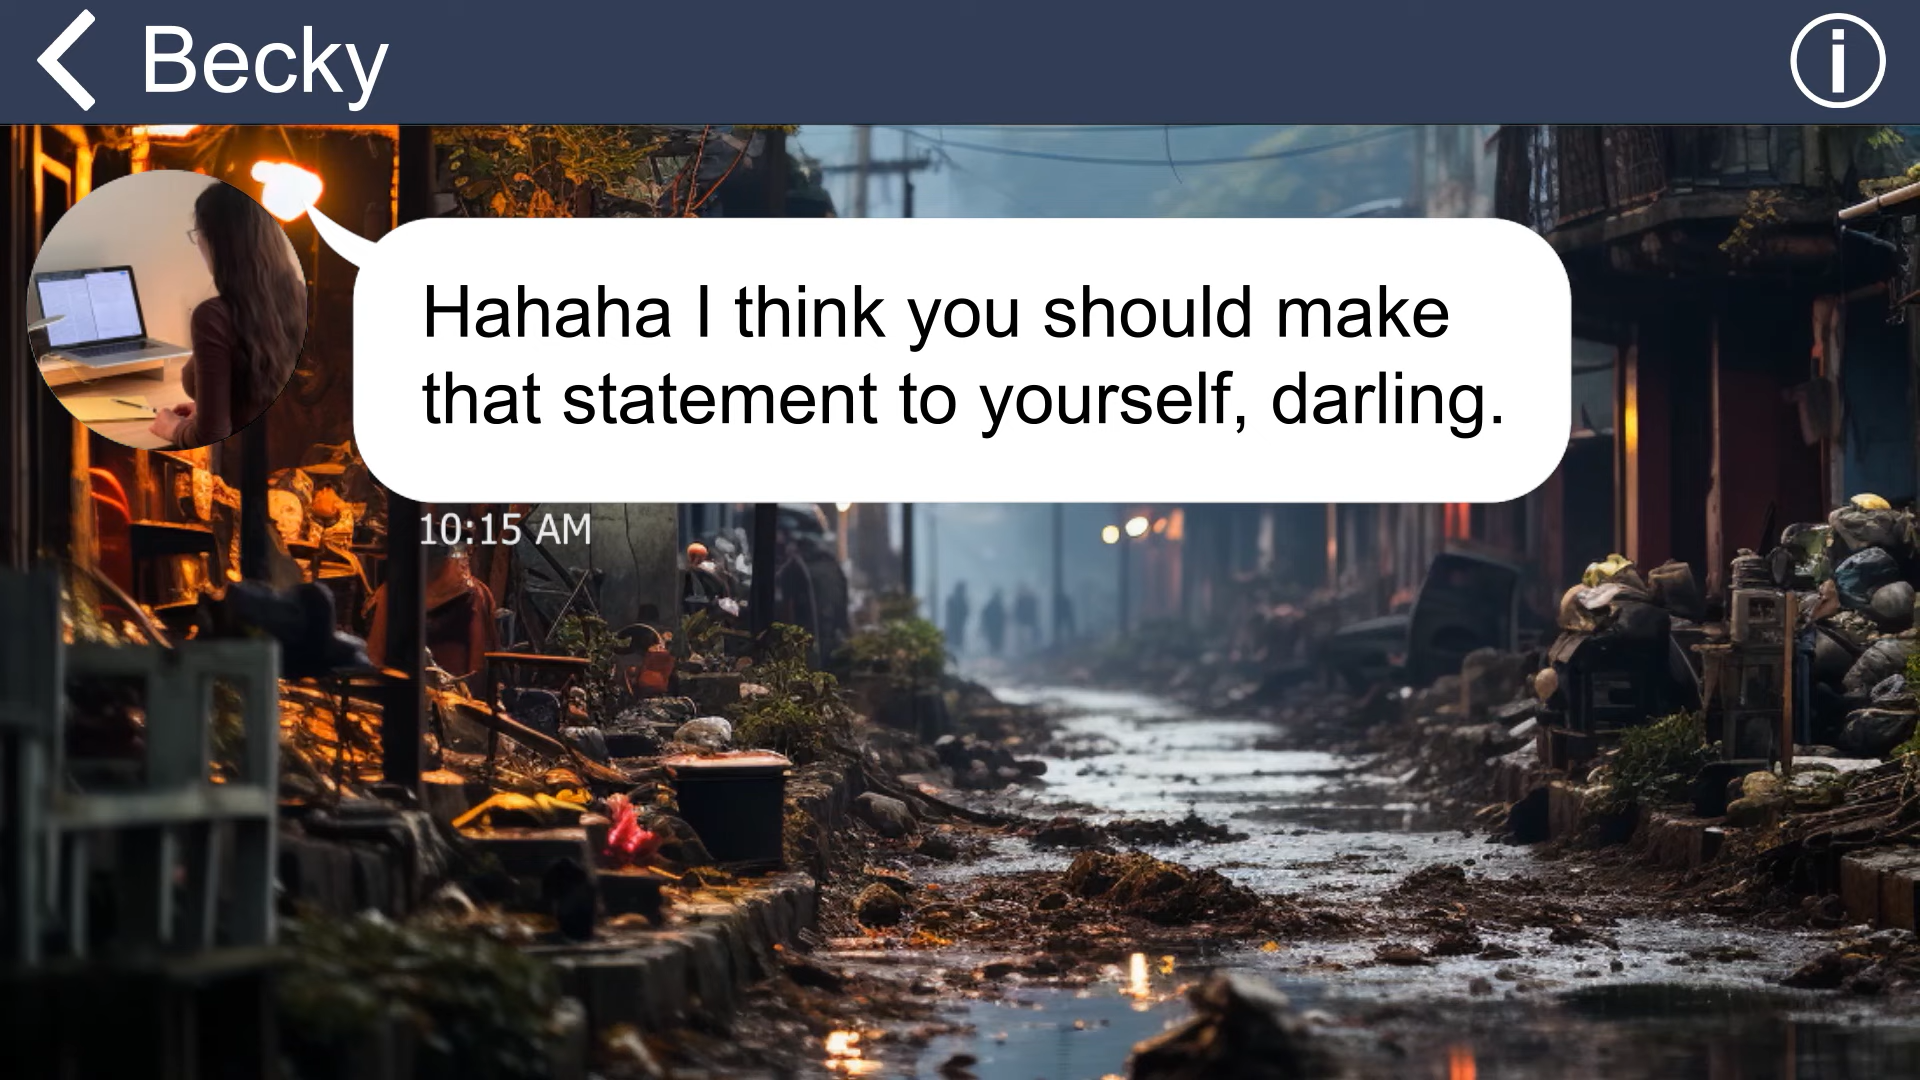 Becky
Hahaha I think you should make
that statement to yourself, darling.
10:15 AM